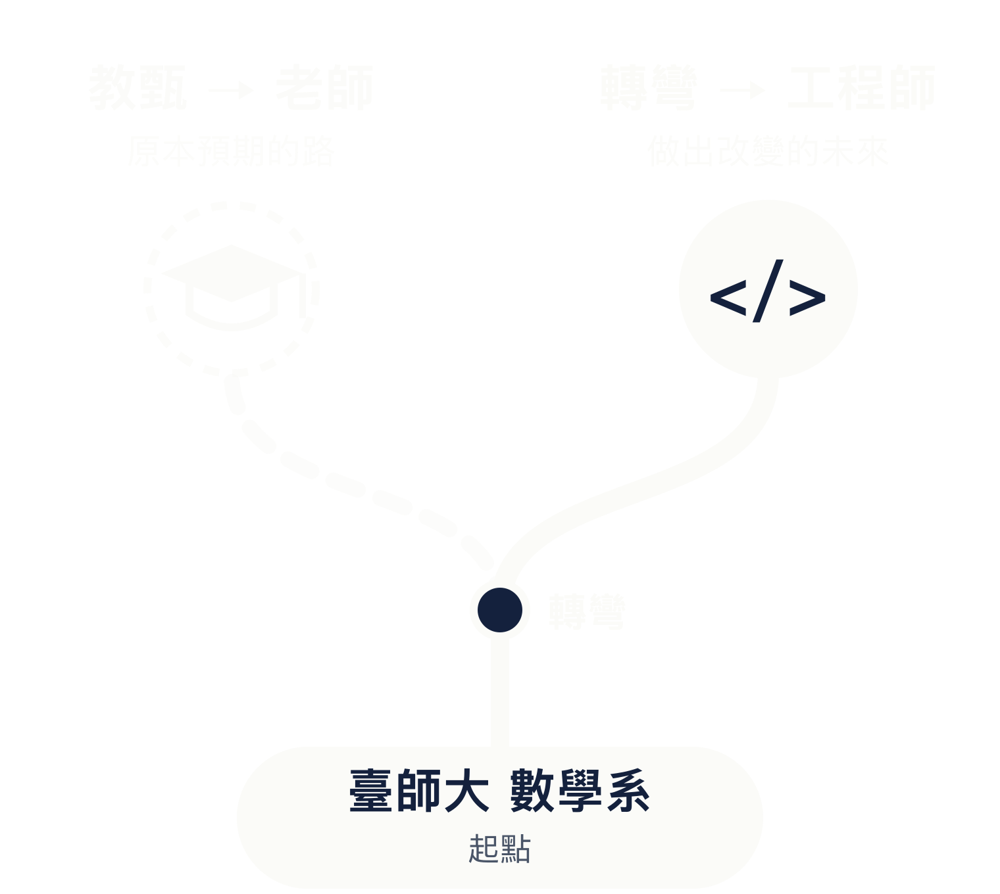 教甄 → 老師
原本預期的路
轉彎 → 工程師
做出改變的未來
</>
轉彎
臺師大 數學系
起點